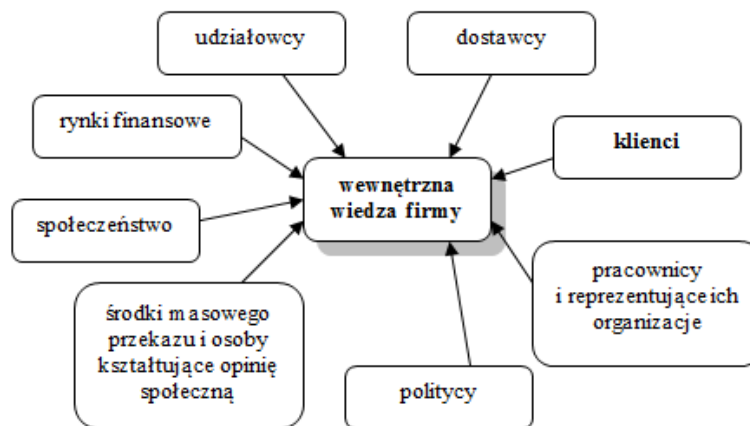 udziałowcy
dostawcy
rynki finansowe
klienci
wewnętrzna
wiedza firmy
społeczeństwo
pracownicy
i reprezentujące ich
organizacje
środki masowego
przekazu i osoby
kształtujące opinię
społeczną
politycy